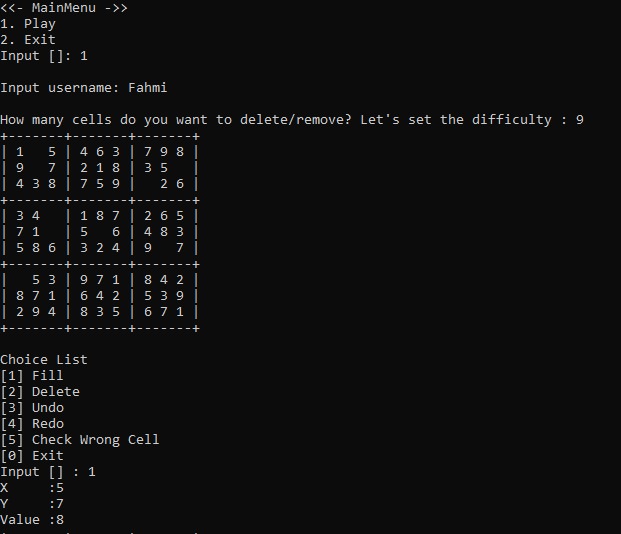 <<- MainMenu ->>
1. Play
2. Exit
Input []: 1
Input username: Fahmi
How many cells do you want to delete/remove? Let's set the difficulty : 9
+-------+-------+-------+
| 1   5 | 4 6 3 | 7 9 8 |
| 9   7 | 2 1 8 | 3 5   |
| 4 3 8 | 7 5 9 |   2 6 |
+-------+-------+-------+
| 3 4   | 1 8 7 | 2 6 5 |
| 7 1   | 5   6 | 4 8 3 |
| 5 8 6 | 3 2 4 | 9   7 |
+-------+-------+-------+
|   5 3 | 9 7 1 | 8 4 2 |
| 8 7 1 | 6 4 2 | 5 3 9 |
| 2 9 4 | 8 3 5 | 6 7 1 |
+-------+-------+-------+
Choice List
[1] Fill
[2] Delete
[3] Undo
[4] Redo
[5] Check Wrong Cell
[0] Exit
Input [] : 1
X     :5
Y     :7
Value :8